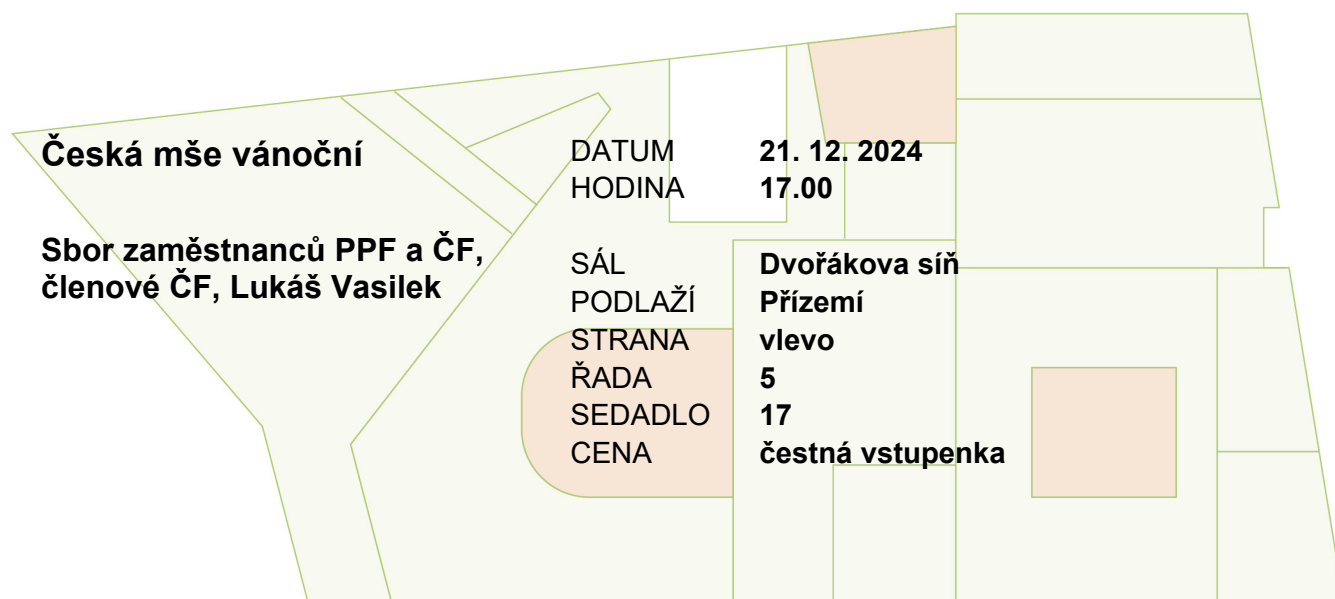 Česká mše vánoční
Sbor zaměstnanců PPF a ČF,
členové ČF, Lukáš Vasilek
DATUM 21. 12. 2024
HODINA 17.00
SÁL Dvořákova síň
PODLAŽÍ Přízemí
STRANA vlevo
ŘADA 5
SEDADLO 17
CENA čestná vstupenka